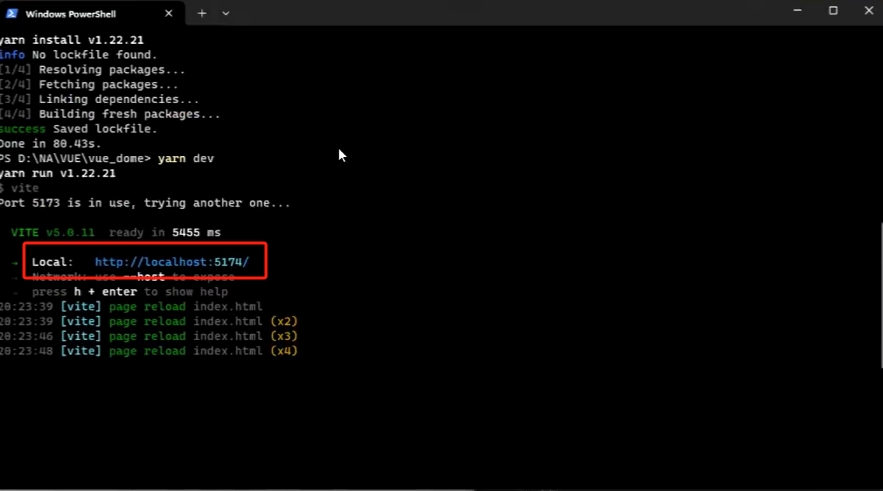 Windows PowerShell
yarn install v1.22.21
info No lockfile found.
[1/4] Resolving packages...
[2/4] Fetching packages...
[3/4] Linking dependencies...
[4/4] Building fresh packages...
success Saved lockfile.
Done in 80.43s.
PS D:\NA\VUE\vue_dome> yarn dev
yarn run v1.22.21
$ vite
Port 5173 is in use, trying another one...
VITE v5.0.11 ready in 5455 ms
→ Local: http://localhost:5174/
→ Network: use --host to expose
→ press h + enter to show help
20:23:39 [vite] page reload index.html
20:23:39 [vite] page reload index.html (x2)
20:23:46 [vite] page reload index.html (x3)
20:23:48 [vite] page reload index.html (x4)